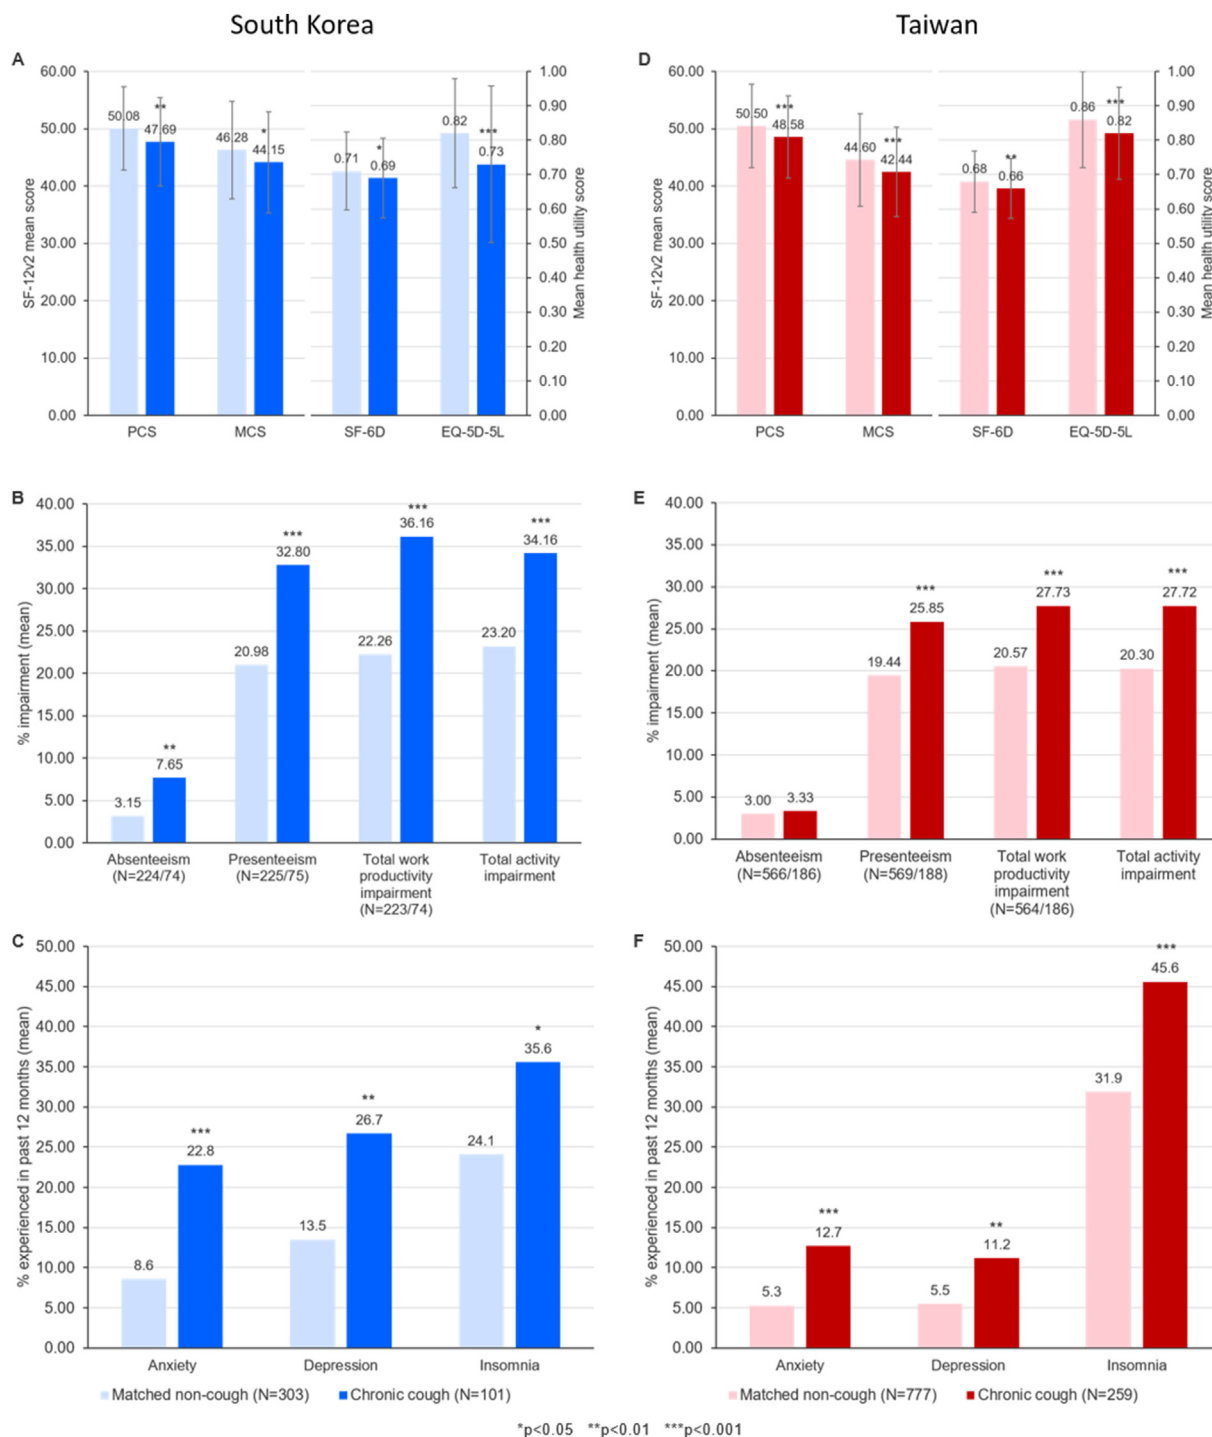 South Korea
Taiwan
A
60.00
50.00
40.00
30.00
20.00
10.00
0.00
SF-12v2 mean score
50.08
**
47.69
46.28
*
44.15
0.71
*
0.69
0.82
***
0.73
1.00
0.90
0.80
0.70
0.60
0.50
0.40
0.30
0.20
0.10
0.00
Mean health utility score
PCS
MCS
SF-6D
EQ-5D-5L
D
60.00
50.00
40.00
30.00
20.00
10.00
0.00
SF-12v2 mean score
50.50
***
48.58
44.60
***
42.44
0.68
**
0.66
0.86
***
0.82
1.00
0.90
0.80
0.70
0.60
0.50
0.40
0.30
0.20
0.10
0.00
Mean health utility score
PCS
MCS
SF-6D
EQ-5D-5L
B
40.00
35.00
30.00
25.00
20.00
15.00
10.00
5.00
0.00
% impairment (mean)
3.15
**
7.65
20.98
***
32.80
22.26
***
36.16
23.20
***
34.16
Absenteeism
(N=224/74)
Presenteeism
(N=225/75)
Total work
productivity
impairment
(N=223/74)
Total activity
impairment
E
40.00
35.00
30.00
25.00
20.00
15.00
10.00
5.00
0.00
% impairment (mean)
3.00
3.33
19.44
***
25.85
20.57
***
27.73
20.30
***
27.72
Absenteeism
(N=566/186)
Presenteeism
(N=569/188)
Total work
productivity
impairment
(N=564/186)
Total activity
impairment
C
50.00
45.00
40.00
35.00
30.00
25.00
20.00
15.00
10.00
5.00
0.00
% experienced in past 12 months (mean)
8.6
***
22.8
13.5
**
26.7
24.1
*
35.6
Anxiety
Depression
Insomnia
Matched non-cough (N=303)
Chronic cough (N=101)
F
50.00
45.00
40.00
35.00
30.00
25.00
20.00
15.00
10.00
5.00
0.00
% experienced in past 12 months (mean)
5.3
***
12.7
5.5
**
11.2
31.9
***
45.6
Anxiety
Depression
Insomnia
Matched non-cough (N=777)
Chronic cough (N=259)
*p<0.05 **p<0.01 ***p<0.001